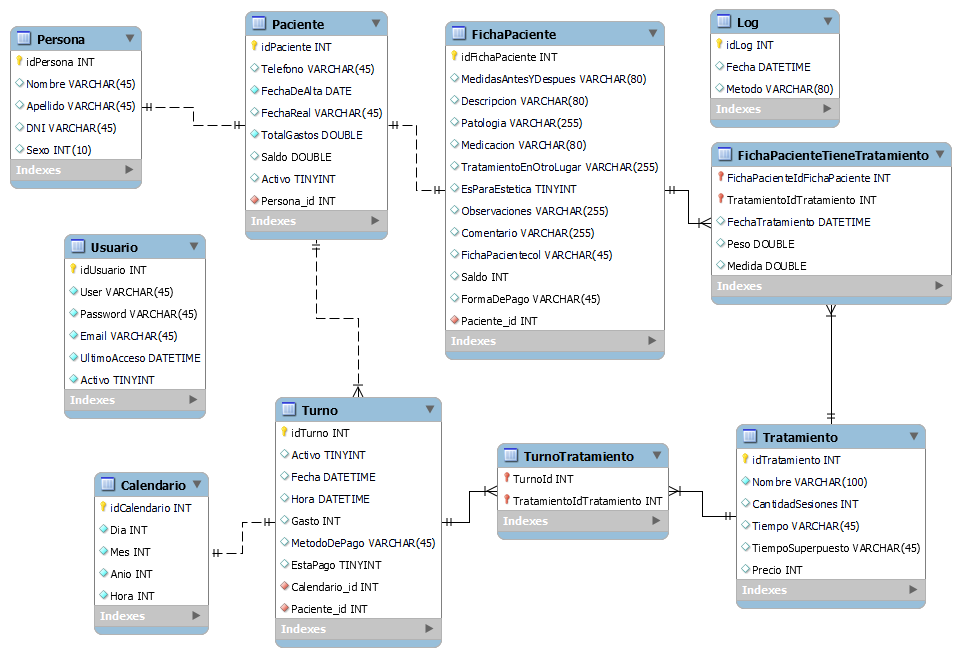 Persona
idPersona INT
Nombre VARCHAR(45)
Apellido VARCHAR(45)
DNI VARCHAR(45)
Sexo INT(10)
Indexes
Paciente
idPaciente INT
Telefono VARCHAR(45)
FechaDeAlta DATE
FechaReal VARCHAR(45)
TotalGastos DOUBLE
Saldo DOUBLE
Activo TINYINT
Persona_id INT
Indexes
FichaPaciente
idFichaPaciente INT
MedidasAntesYDespues VARCHAR(80)
Descripcion VARCHAR(80)
Patologia VARCHAR(255)
Medicacion VARCHAR(80)
TratamientoEnOtroLugar VARCHAR(255)
EsParaEstetica TINYINT
Observaciones VARCHAR(255)
Comentario VARCHAR(255)
FichaPacientecol VARCHAR(45)
Saldo INT
FormaDePago VARCHAR(45)
Paciente_id INT
Indexes
Log
idLog INT
Fecha DATETIME
Metodo VARCHAR(80)
Indexes
FichaPacienteTieneTratamiento
FichaPacienteIdFichaPaciente INT
TratamientoIdTratamiento INT
FechaTratamiento DATETIME
Peso DOUBLE
Medida DOUBLE
Indexes
Usuario
idUsuario INT
User VARCHAR(45)
Password VARCHAR(45)
Email VARCHAR(45)
UltimoAcceso DATETIME
Activo TINYINT
Indexes
Calendario
idCalendario INT
Dia INT
Mes INT
Anio INT
Hora INT
Indexes
Turno
idTurno INT
Activo TINYINT
Fecha DATETIME
Hora DATETIME
Gasto INT
MetodoDePago VARCHAR(45)
EstaPago TINYINT
Calendario_id INT
Paciente_id INT
Indexes
TurnoTratamiento
TurnoId INT
TratamientoIdTratamiento INT
Indexes
Tratamiento
idTratamiento INT
Nombre VARCHAR(100)
CantidadSesiones INT
Tiempo VARCHAR(45)
TiempoSuperpuesto VARCHAR(45)
Precio INT
Indexes